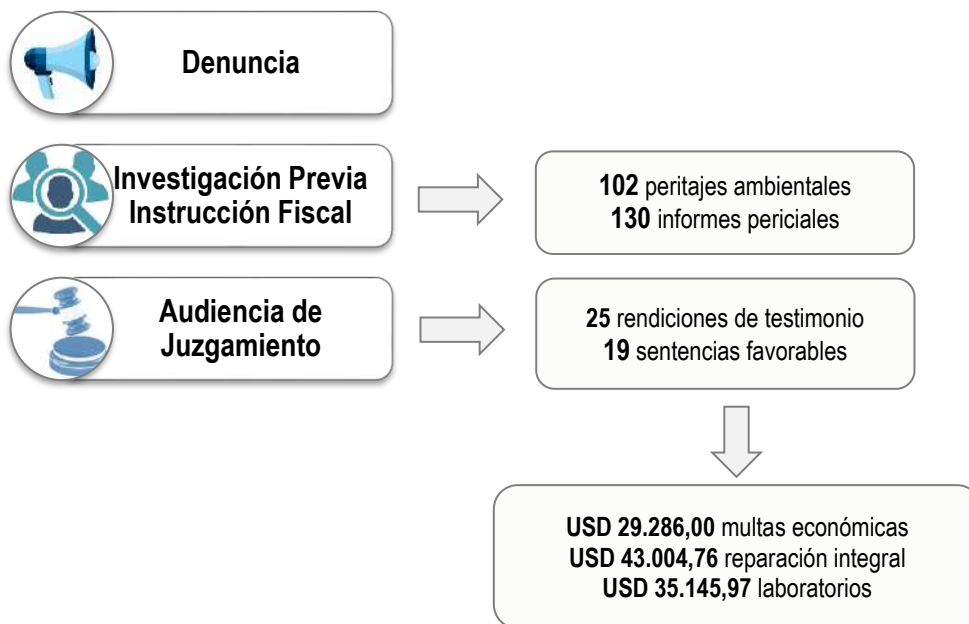 Denuncia
Investigación Previa
Instrucción Fiscal
102 peritajes ambientales
130 informes periciales
Audiencia de
Juzgamiento
25 rendiciones de testimonio
19 sentencias favorables
USD 29.286,00 multas económicas
USD 43.004,76 reparación integral
USD 35.145,97 laboratorios